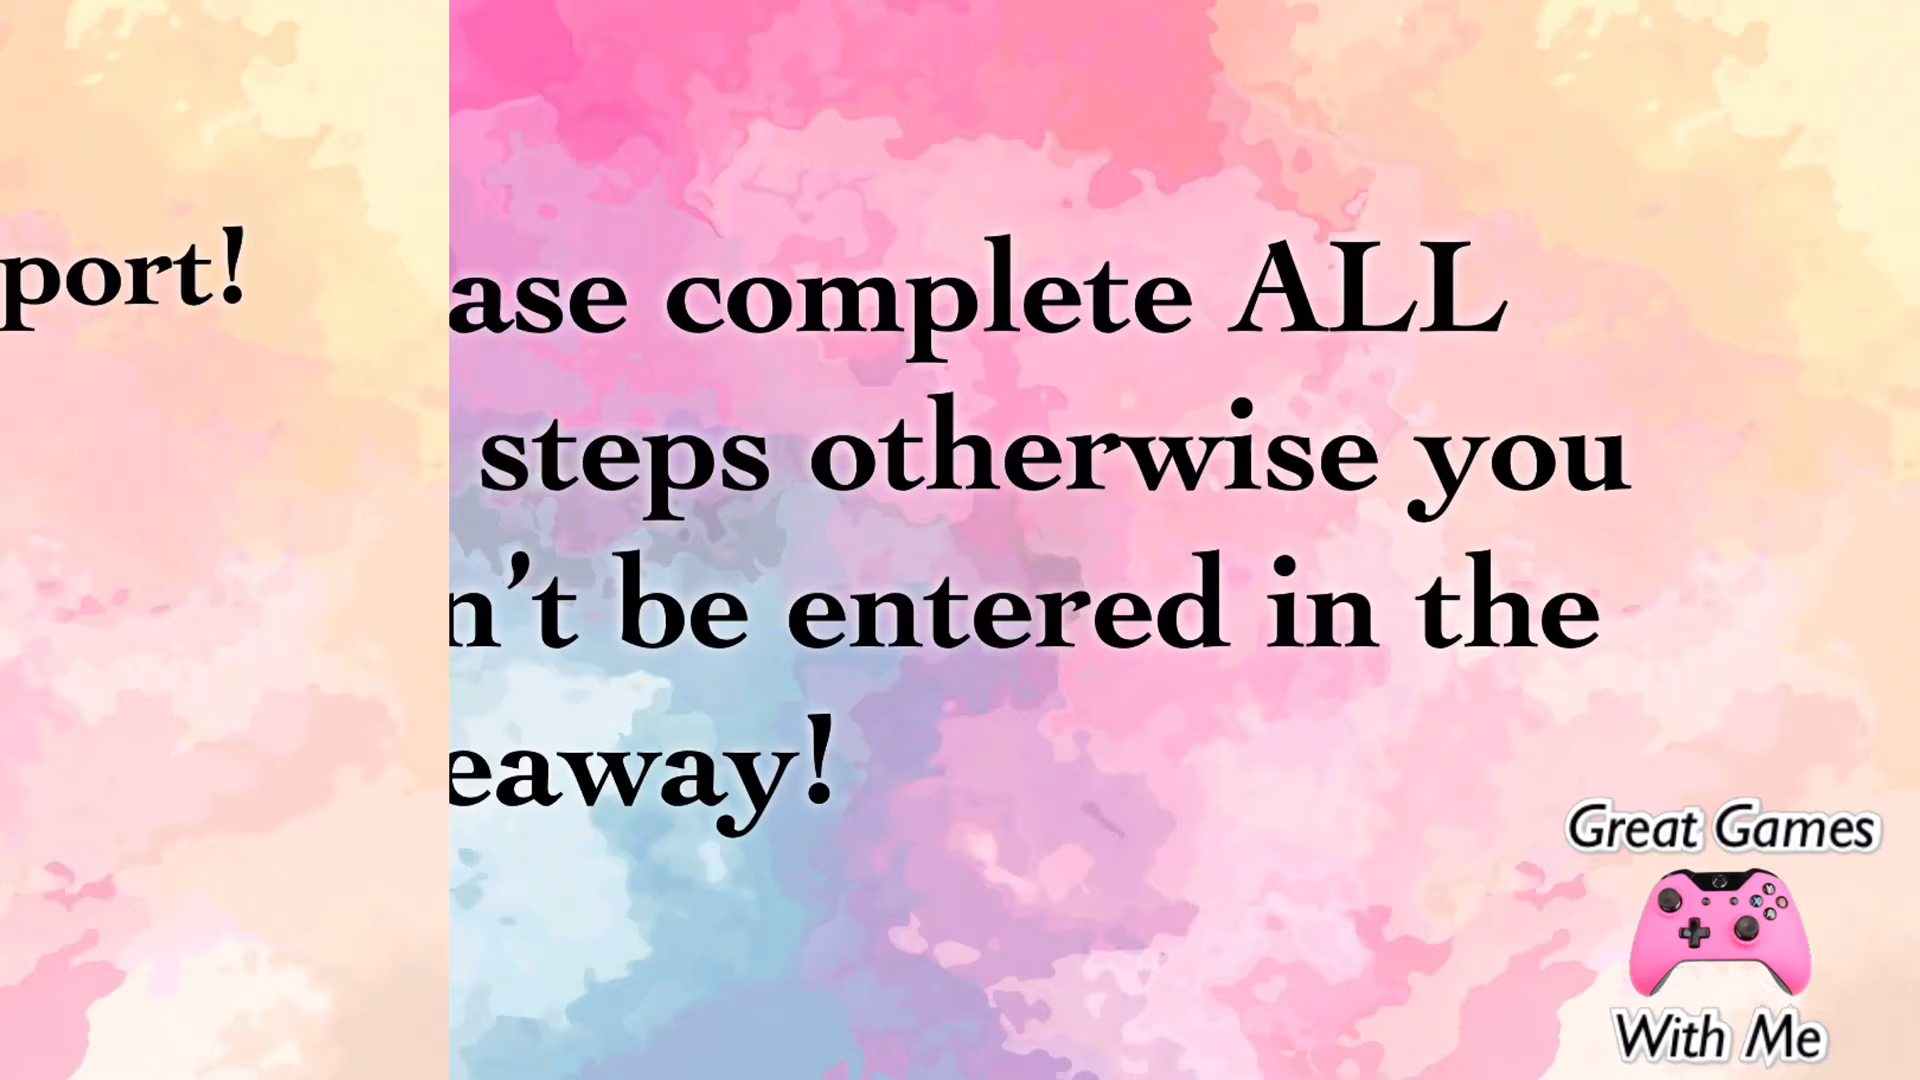 port!
ase complete ALL
steps otherwise you
n’t be entered in the
eaway!
Great Games
With Me